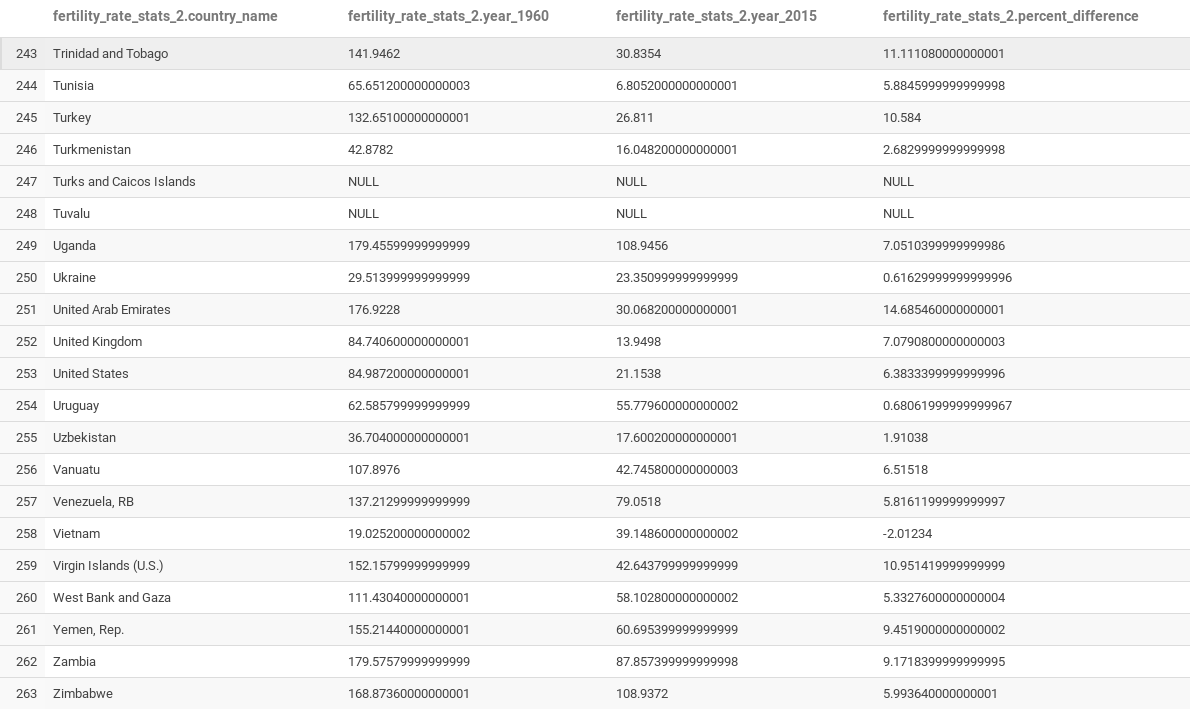 fertility_rate_stats_2.country_name fertility_rate_stats_2.year_1960 fertility_rate_stats_2.year_2015 fertility_rate_stats_2.percent_difference
243 Trinidad and Tobago 141.9462 30.8354 11.111080000000001
244 Tunisia 65.651200000000003 6.8052000000000001 5.8845999999999998
245 Turkey 132.65100000000001 26.811 10.584
246 Turkmenistan 42.8782 16.048200000000001 2.6829999999999998
247 Turks and Caicos Islands NULL NULL NULL
248 Tuvalu NULL NULL NULL
249 Uganda 179.45599999999999 108.9456 7.0510399999999986
250 Ukraine 29.513999999999999 23.350999999999999 0.61629999999999996
251 United Arab Emirates 176.9228 30.068200000000001 14.685460000000001
252 United Kingdom 84.740600000000001 13.9498 7.0790800000000003
253 United States 84.987200000000001 21.1538 6.3833399999999996
254 Uruguay 62.585799999999999 55.779600000000002 0.68061999999999967
255 Uzbekistan 36.704000000000001 17.600200000000001 1.91038
256 Vanuatu 107.8976 42.745800000000003 6.51518
257 Venezuela, RB 137.21299999999999 79.0518 5.8161199999999997
258 Vietnam 19.025200000000002 39.148600000000002 -2.01234
259 Virgin Islands (U.S.) 152.15799999999999 42.643799999999999 10.951419999999999
260 West Bank and Gaza 111.43040000000001 58.102800000000002 5.3327600000000004
261 Yemen, Rep. 155.21440000000001 60.695399999999999 9.4519000000000002
262 Zambia 179.57579999999999 87.857399999999998 9.1718399999999995
263 Zimbabwe 168.87360000000001 108.9372 5.993640000000001